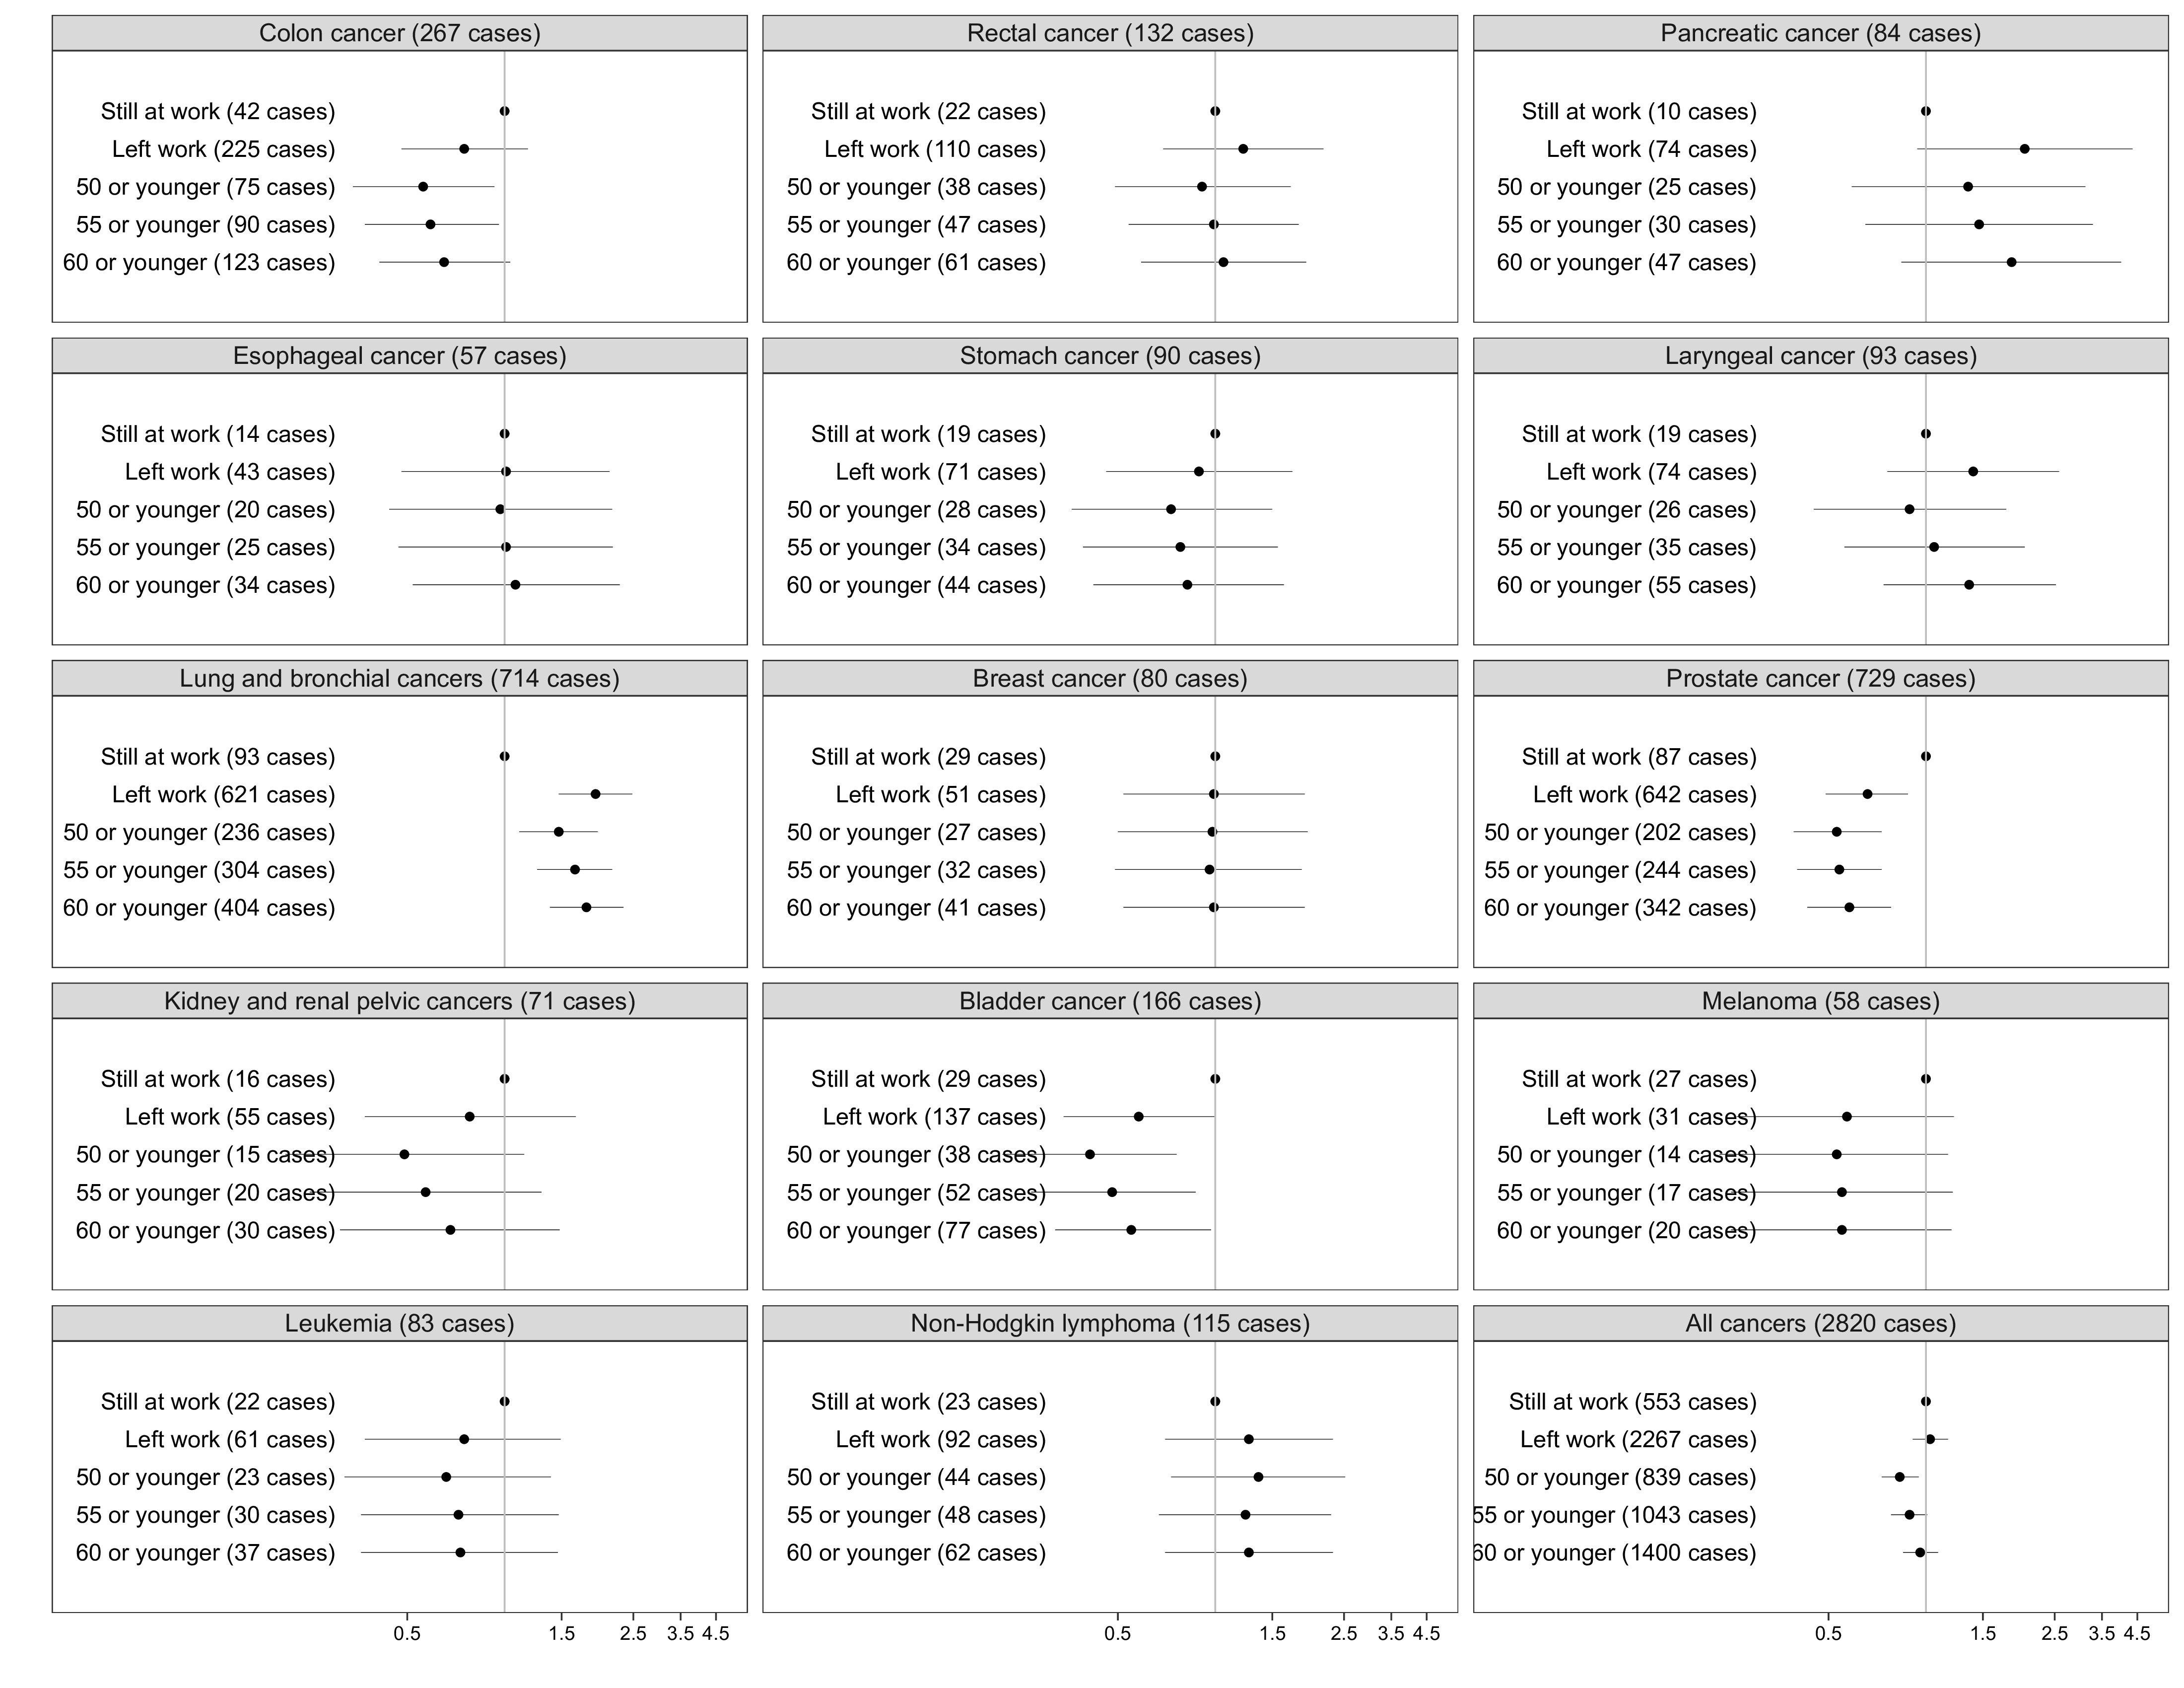 Colon cancer (267 cases)
Still at work (42 cases)
Left work (225 cases)
50 or younger (75 cases)
55 or younger (90 cases)
60 or younger (123 cases)
Rectal cancer (132 cases)
Still at work (22 cases)
Left work (110 cases)
50 or younger (38 cases)
55 or younger (47 cases)
60 or younger (61 cases)
Pancreatic cancer (84 cases)
Still at work (10 cases)
Left work (74 cases)
50 or younger (25 cases)
55 or younger (30 cases)
60 or younger (47 cases)
Esophageal cancer (57 cases)
Still at work (14 cases)
Left work (43 cases)
50 or younger (20 cases)
55 or younger (25 cases)
60 or younger (34 cases)
Stomach cancer (90 cases)
Still at work (19 cases)
Left work (71 cases)
50 or younger (28 cases)
55 or younger (34 cases)
60 or younger (44 cases)
Laryngeal cancer (93 cases)
Still at work (19 cases)
Left work (74 cases)
50 or younger (26 cases)
55 or younger (35 cases)
60 or younger (55 cases)
Lung and bronchial cancers (714 cases)
Still at work (93 cases)
Left work (621 cases)
50 or younger (236 cases)
55 or younger (304 cases)
60 or younger (404 cases)
Breast cancer (80 cases)
Still at work (29 cases)
Left work (51 cases)
50 or younger (27 cases)
55 or younger (32 cases)
60 or younger (41 cases)
Prostate cancer (729 cases)
Still at work (87 cases)
Left work (642 cases)
50 or younger (202 cases)
55 or younger (244 cases)
60 or younger (342 cases)
Kidney and renal pelvic cancers (71 cases)
Still at work (16 cases)
Left work (55 cases)
50 or younger (15 cases)
55 or younger (20 cases)
60 or younger (30 cases)
Bladder cancer (166 cases)
Still at work (29 cases)
Left work (137 cases)
50 or younger (38 cases)
55 or younger (52 cases)
60 or younger (77 cases)
Melanoma (58 cases)
Still at work (27 cases)
Left work (31 cases)
50 or younger (14 cases)
55 or younger (17 cases)
60 or younger (20 cases)
Leukemia (83 cases)
Still at work (22 cases)
Left work (61 cases)
50 or younger (23 cases)
55 or younger (30 cases)
60 or younger (37 cases)
Non-Hodgkin lymphoma (115 cases)
Still at work (23 cases)
Left work (92 cases)
50 or younger (44 cases)
55 or younger (48 cases)
60 or younger (62 cases)
All cancers (2820 cases)
Still at work (553 cases)
Left work (2267 cases)
50 or younger (839 cases)
55 or younger (1043 cases)
60 or younger (1400 cases)
0.5 1.5 2.5 3.5 4.5
0.5 1.5 2.5 3.5 4.5
0.5 1.5 2.5 3.5 4.5